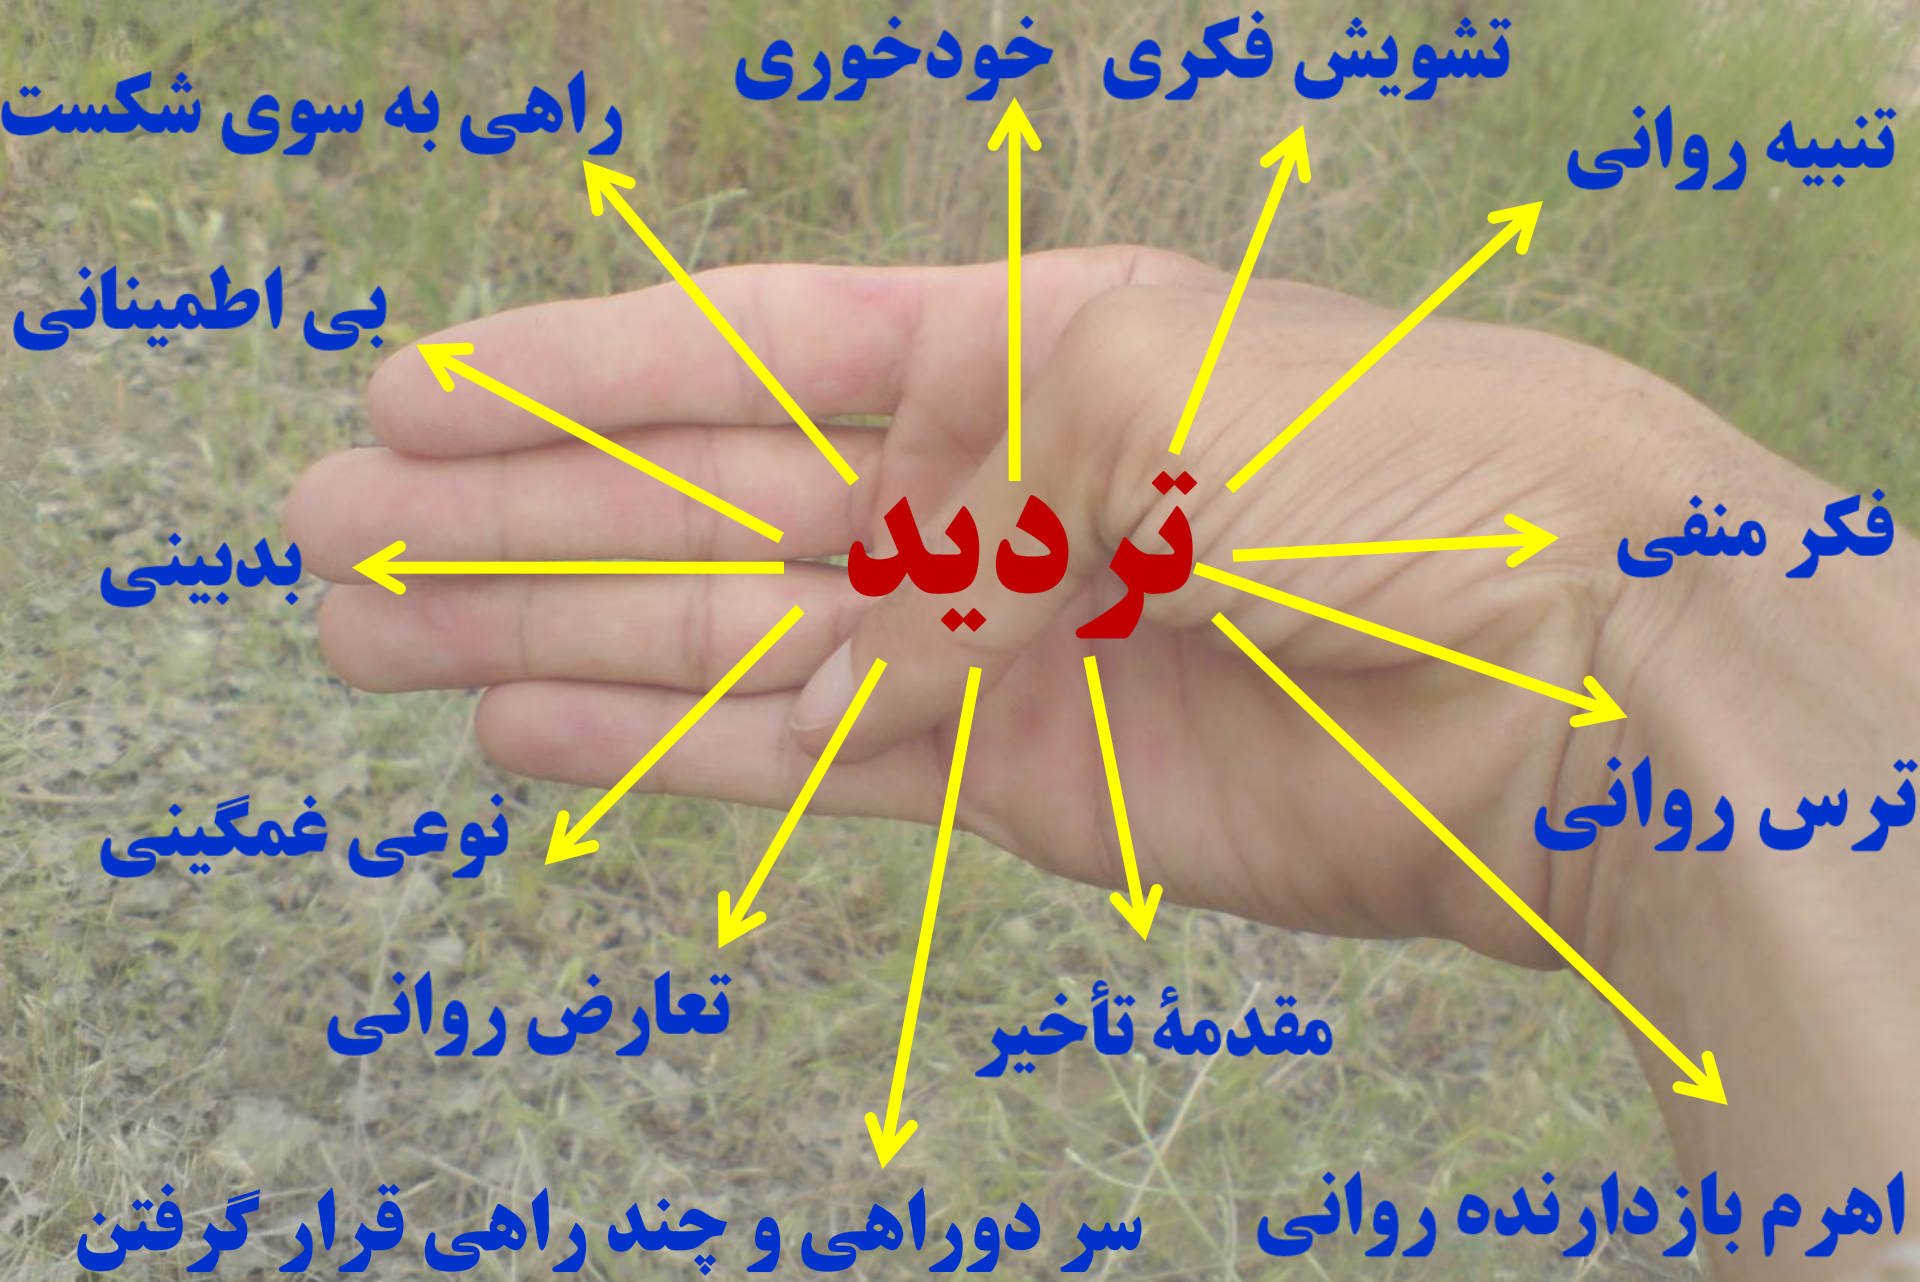 تشویش فکری
خودخوری
راهی به سوی شکست
تنبیه روانی
بی اطمینانی
فکر منفی
تردید
بدبینی
ترس روانی
نوعی غمگینی
تعارض روانی
مقدمهٔ تأخیر
اهرم بازدارنده روانی
سر دوراهی و چند راهی قرار گرفتن